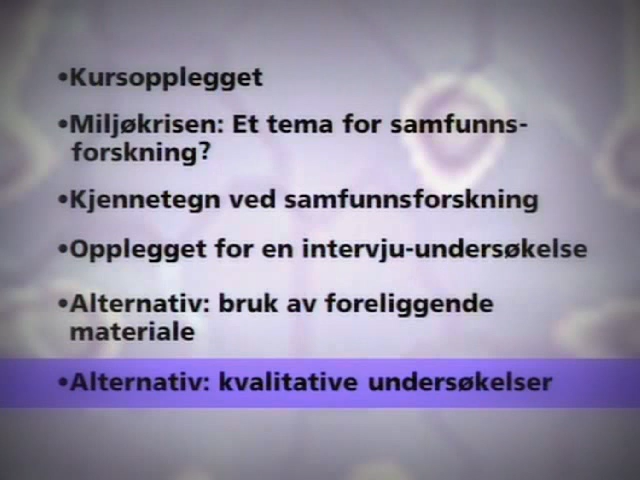 •Kursopplegget
•Miljøkrisen: Et tema for samfunns-
forskning?
•Kjennetegn ved samfunnsforskning
•Opplegget for en intervju-undersøkelse
•Alternativ: bruk av foreliggende
materiale
•Alternativ: kvalitative undersøkelser